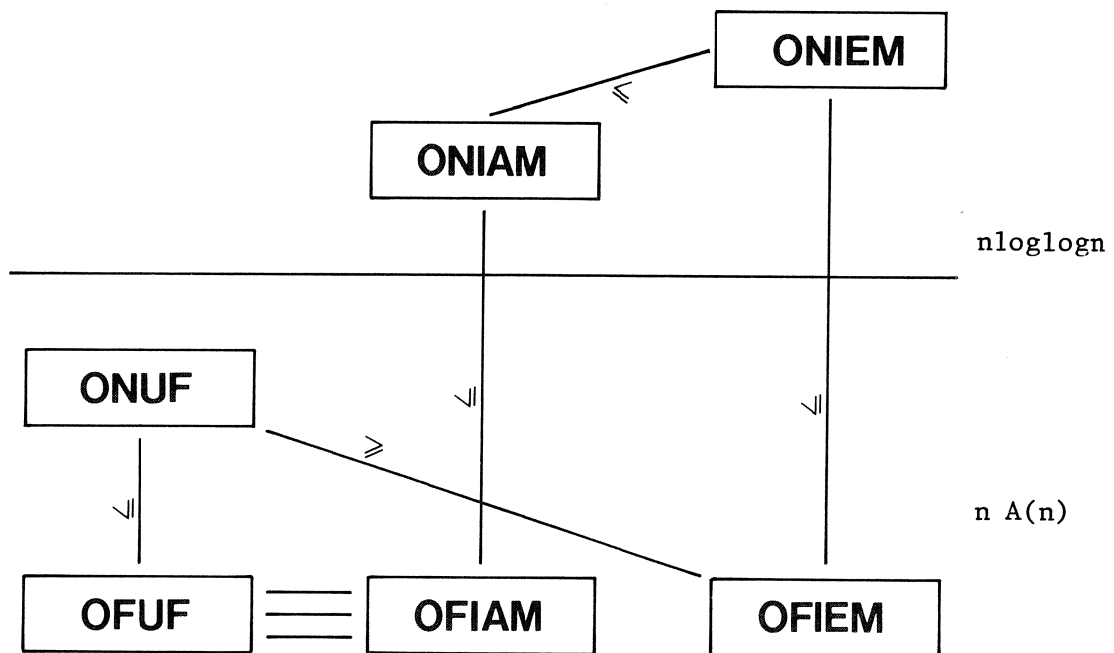 ONIEM
⩽
ONIAM
nloglogn
ONUF
⩽
⩽
⩾
⩽
n A(n)
OFUF
OFIAM
OFIEM